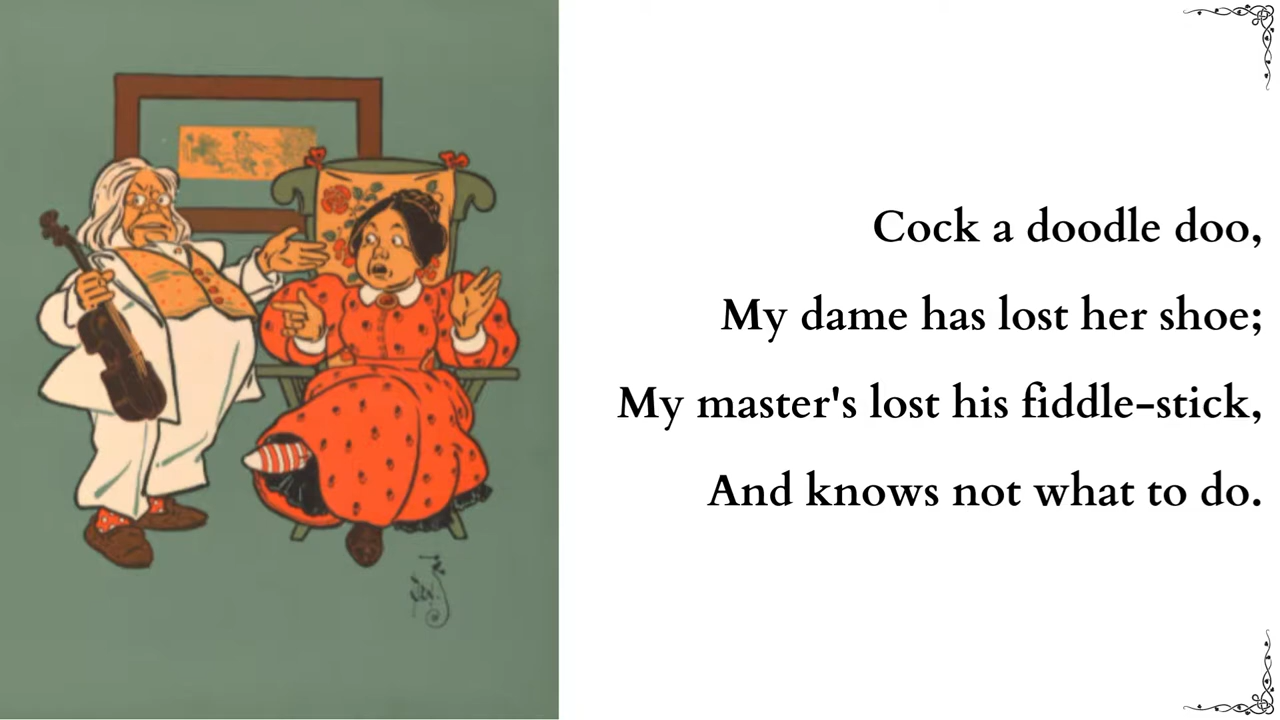 Cock a doodle doo,
My dame has lost her shoe;
My master's lost his fiddle-stick,
And knows not what to do.